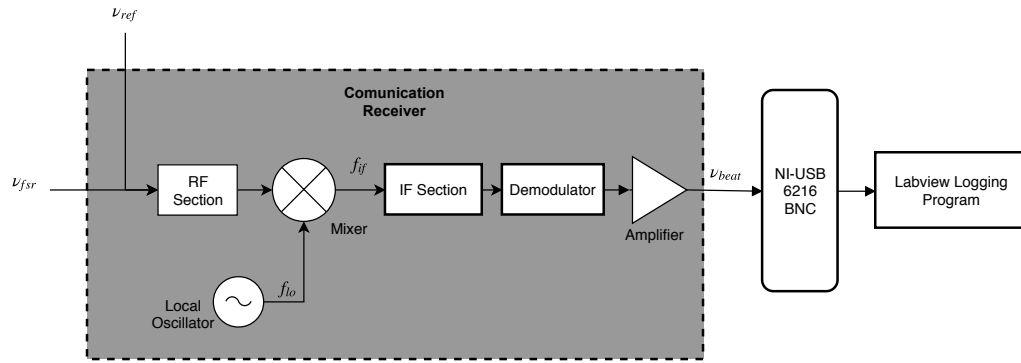 ν_ref
Comunication
Receiver
ν_fsr
RF
Section
Mixer
f_if
IF Section
Demodulator
Amplifier
ν_beat
NI-USB
6216
BNC
Labview Logging
Program
Local
Oscillator
f_lo